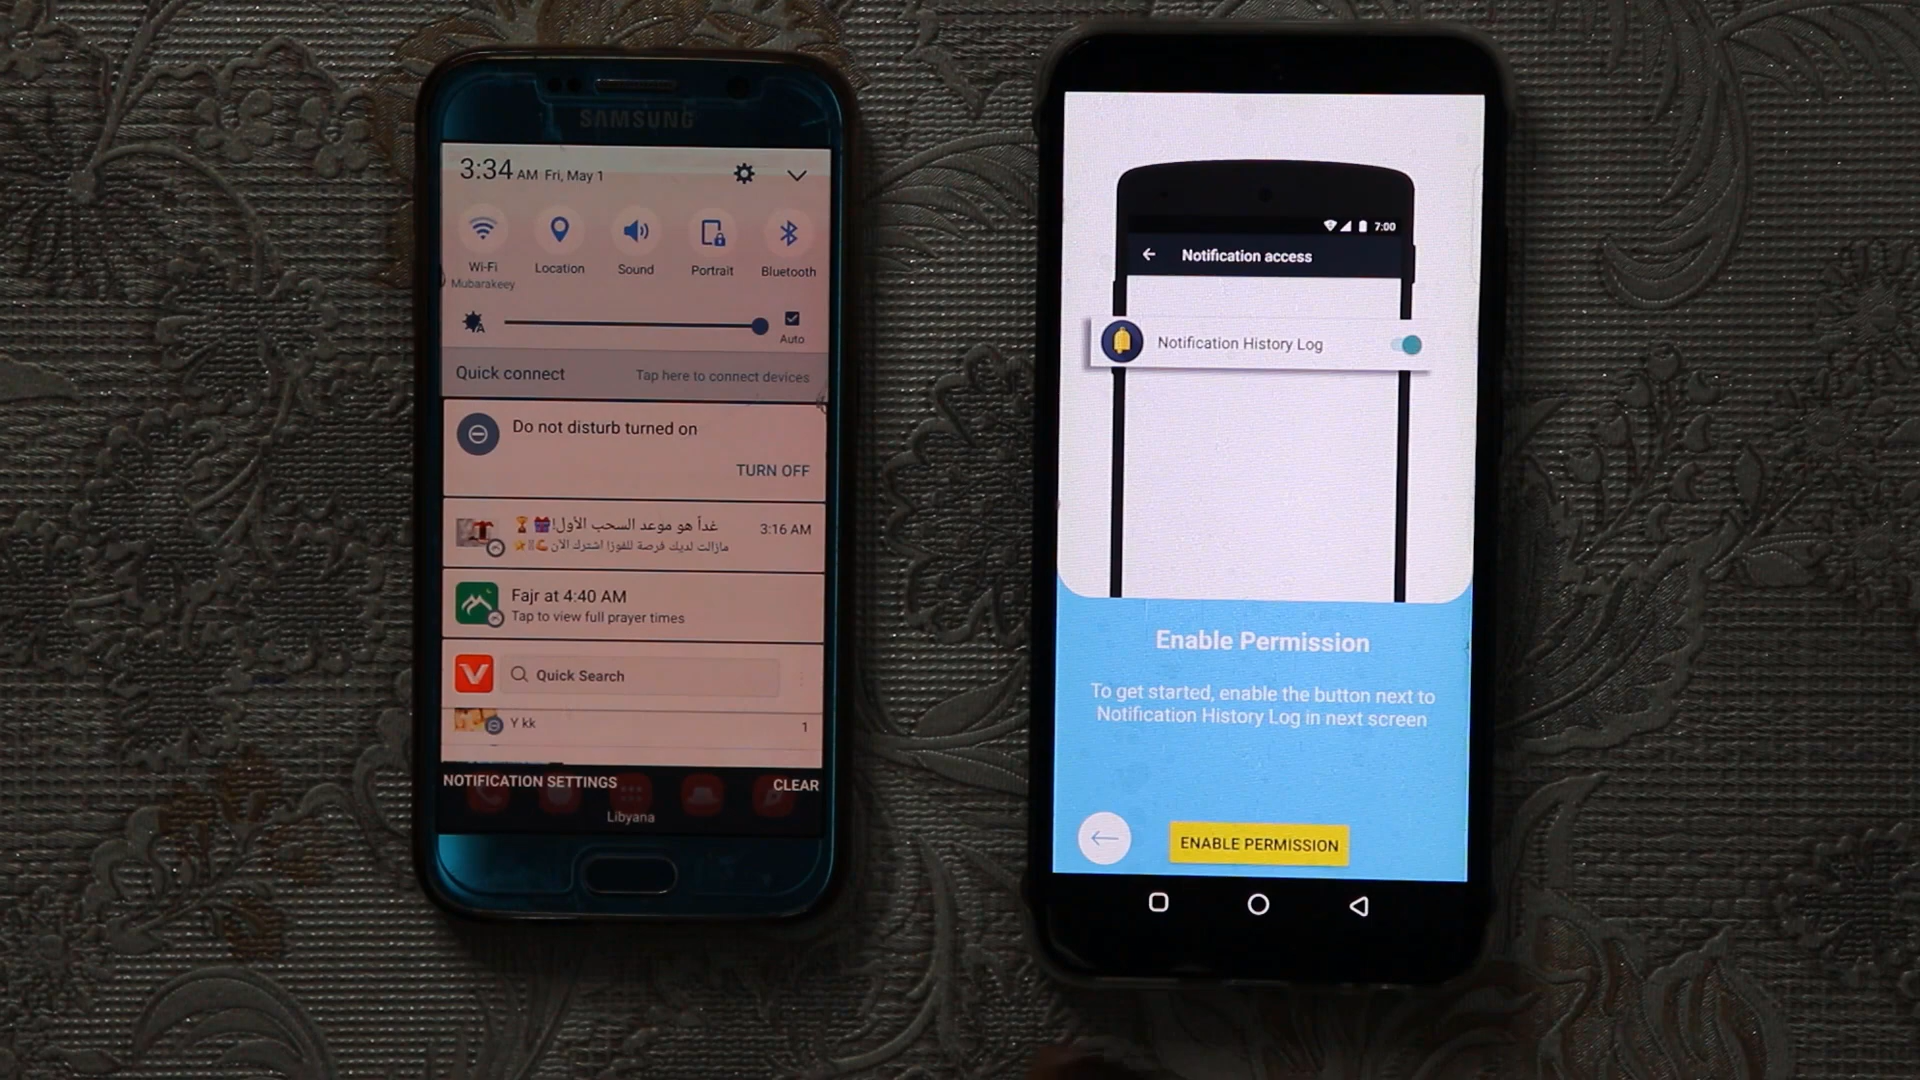 SAMSUNG
3:34 AM Fri, May 1
Wi-Fi
Mubarakeey
Location
Sound
Portrait
Bluetooth
Auto
Quick connect
Tap here to connect devices
Do not disturb turned on
TURN OFF
غداً هو موعد السحب الأول!🎁🏆
3:16 AM
مازالت لديك فرصة للفوز! اشترك الآن
Fajr at 4:40 AM
Tap to view full prayer times
Quick Search
Y kk
1
NOTIFICATION SETTINGS
CLEAR
Libyana
7:00
Notification access
Notification History Log
Enable Permission
To get started, enable the button next to
Notification History Log in next screen
ENABLE PERMISSION